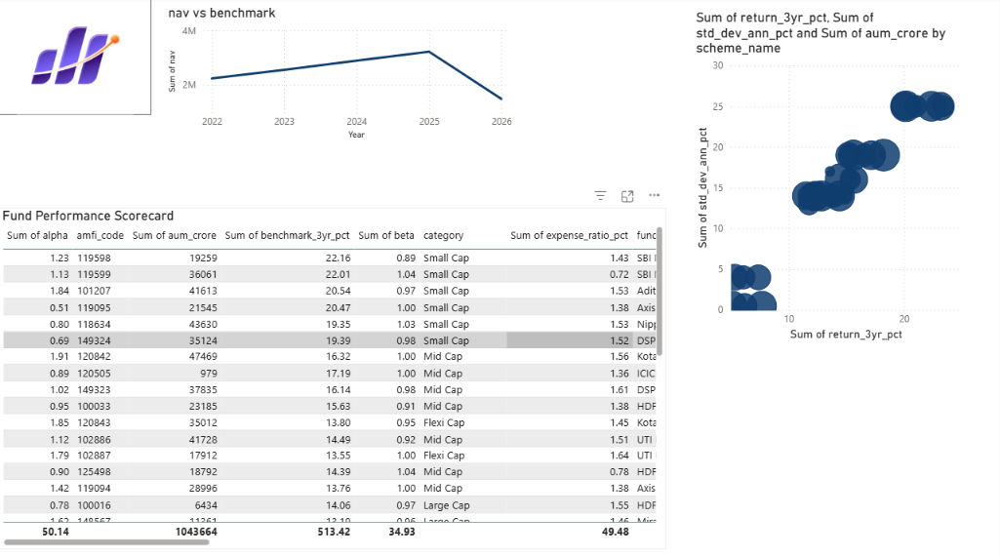 nav vs benchmark
Sum of nav
4M
2M
2022 2023 2024 2025 2026
Year
Sum of return_3yr_pct, Sum of
std_dev_ann_pct and Sum of aum_crore by
scheme_name
Sum of std_dev_ann_pct
30
25
20
15
10
5
0
10 20
Sum of return_3yr_pct
Fund Performance Scorecard
Sum of alpha amfi_code Sum of aum_crore Sum of benchmark_3yr_pct Sum of beta category Sum of expense_ratio_pct func
1.23 119598 19259 22.16 0.89 Small Cap 1.43 SBI
1.13 119599 36061 22.01 1.04 Small Cap 0.72 SBI
1.84 101207 41613 20.54 0.97 Small Cap 1.53 Adit
0.51 119095 21545 20.47 1.00 Small Cap 1.38 Axis
0.80 118634 43630 19.35 1.03 Small Cap 1.53 Nipp
0.69 149324 35124 19.39 0.98 Small Cap 1.52 DSP
1.91 120842 47469 16.32 1.00 Mid Cap 1.56 Kota
0.89 120505 979 17.19 1.00 Mid Cap 1.36 ICIC
1.02 149323 37835 16.14 0.98 Mid Cap 1.61 DSP
0.95 100033 23185 15.63 0.91 Mid Cap 1.38 HDF
1.85 120843 35012 13.80 0.95 Flexi Cap 1.45 Kota
1.12 102886 41728 14.49 0.92 Mid Cap 1.51 UTI
1.79 102887 17912 13.55 1.00 Flexi Cap 1.64 UTI
0.90 125498 18792 14.39 1.04 Mid Cap 0.78 HDF
1.42 119094 28996 13.76 1.00 Mid Cap 1.38 Axis
0.78 100016 6434 14.06 0.97 Large Cap 1.55 HDF
50.14 1043664 513.42 34.93 49.48